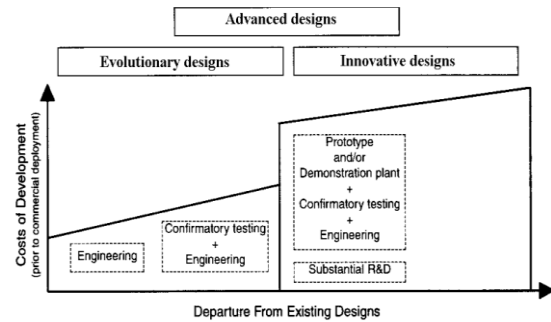 Advanced designs
Evolutionary designs
Innovative designs
Costs of Development
(prior to commercial deployment)
Engineering
Confirmatory testing
+
Engineering
Prototype
and/or
Demonstration plant
+
Confirmatory testing
+
Engineering
Substantial R&D
Departure From Existing Designs